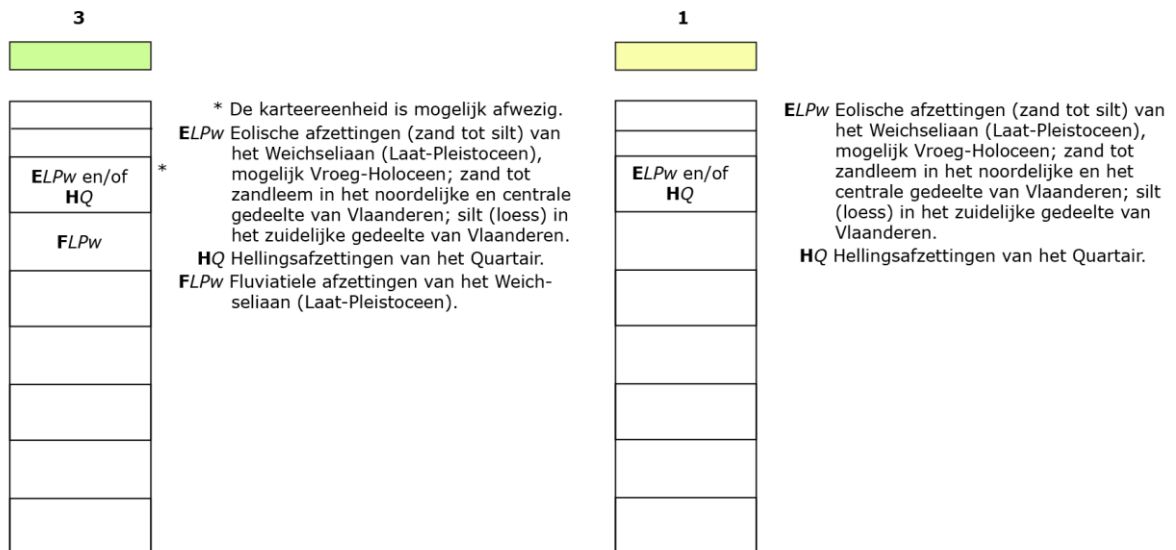 3
* De karteereenheid is mogelijk afwezig.
ELPw Eolische afzettingen (zand tot silt) van
het Weichseliaan (Laat-Pleistoceen),
mogelijk Vroeg-Holoceen; zand tot
zandleem in het noordelijke en centrale
gedeelte van Vlaanderen; silt (loess) in
het zuidelijke gedeelte van Vlaanderen.
HQ Hellingsafzettingen van het Quartair.
FLPw Fluviatiele afzettingen van het Weich-
seliaan (Laat-Pleistoceen).
ELPw en/of
HQ
*
FLPw
1
ELPw en/of
HQ
ELPw Eolische afzettingen (zand tot silt) van
het Weichseliaan (Laat-Pleistoceen),
mogelijk Vroeg-Holoceen; zand tot
zandleem in het noordelijke en het
centrale gedeelte van Vlaanderen; silt
(loess) in het zuidelijke gedeelte van
Vlaanderen.
HQ Hellingsafzettingen van het Quartair.